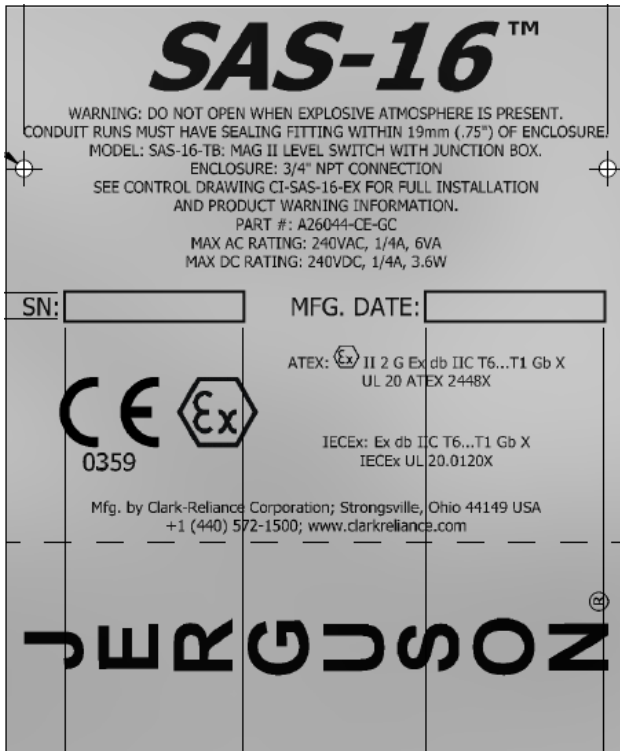 SAS-16™
WARNING: DO NOT OPEN WHEN EXPLOSIVE ATMOSPHERE IS PRESENT.
CONDUIT RUNS MUST HAVE SEALING FITTING WITHIN 19mm (.75") OF ENCLOSURE.
MODEL: SAS-16-TB: MAG II LEVEL SWITCH WITH JUNCTION BOX.
ENCLOSURE: 3/4" NPT CONNECTION
SEE CONTROL DRAWING CI-SAS-16-EX FOR FULL INSTALLATION
AND PRODUCT WARNING INFORMATION.
PART #: A26044-CE-GC
MAX AC RATING: 240VAC, 1/4A, 6VA
MAX DC RATING: 240VDC, 1/4A, 3.6W
SN: MFG. DATE:
ATEX: Ex II 2 G Ex db IIC T6...T1 Gb X
UL 20 ATEX 2448X
CE Ex
0359
IECEx: Ex db IIC T6...T1 Gb X
IECEx UL 20.0120X
Mfg. by Clark-Reliance Corporation; Strongsville, Ohio 44149 USA
+1 (440) 572-1500; www.clarkreliance.com
JERGUSON®